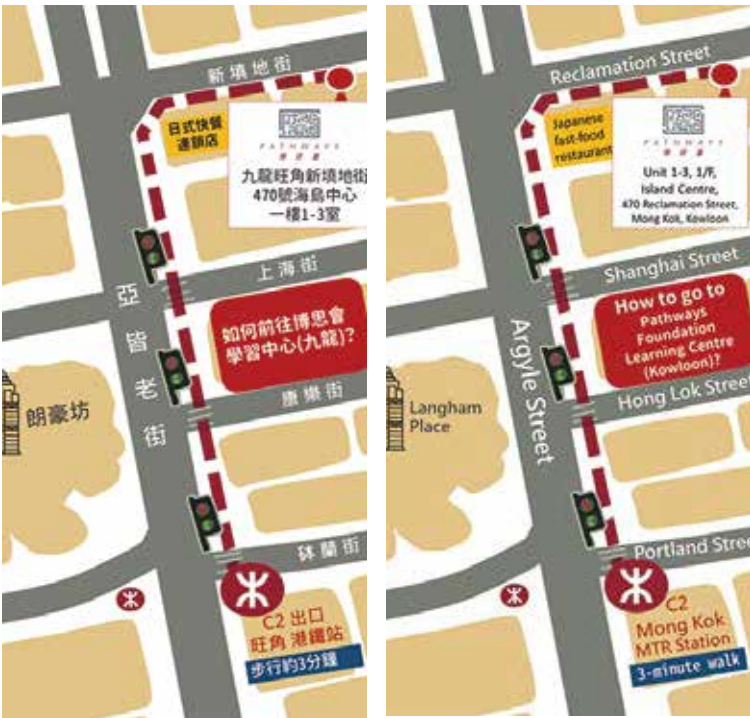 新填地街
日式快餐
連鎖店
PATHWAYS
九龍旺角新填地街
470號海島中心
一樓1-3室
上海街
亞皆老街
如何前往博思會
學習中心(九龍)?
康樂街
朗豪坊
砵蘭街
C2 出口
旺角 港鐵站
步行約3分鐘
Reclamation Street
Japanese
fast-food
restaurant
PATHWAYS
Unit 1-3, 1/F,
Island Centre,
470 Reclamation Street,
Mong Kok, Kowloon
Shanghai Street
Argyle Street
How to go to
Pathways
Foundation
Learning Centre
(Kowloon)?
Hong Lok Street
Langham
Place
Portland Stree
C2
Mong Kok
MTR Station
3-minute walk